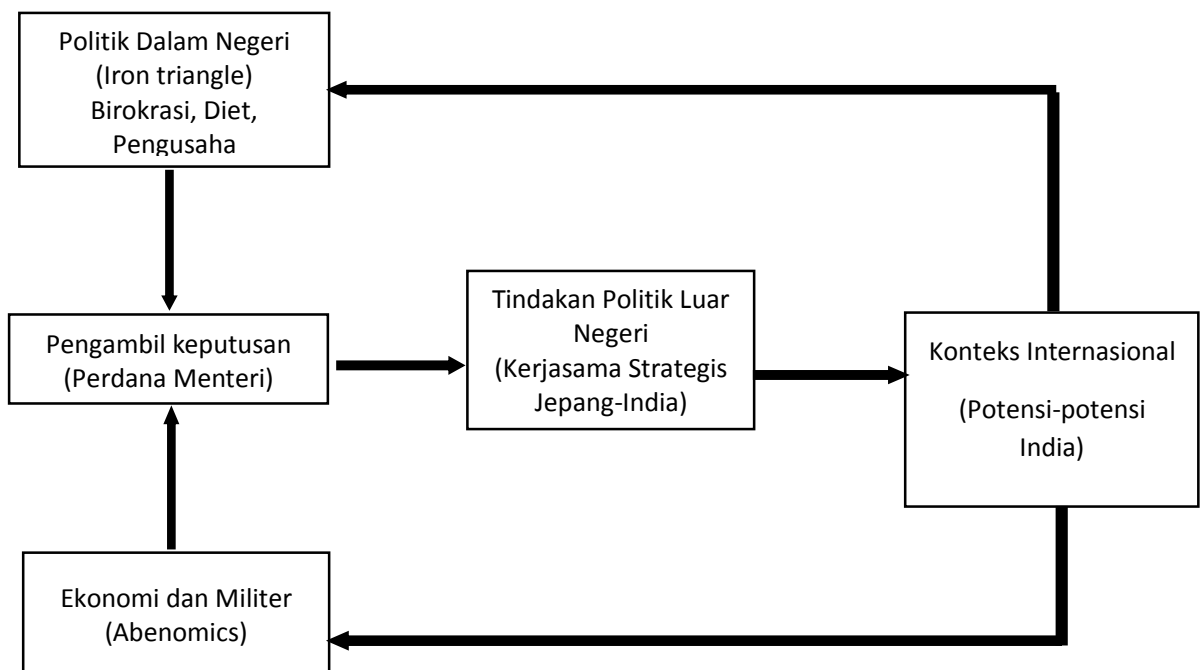 Politik Dalam Negeri
(Iron triangle)
Birokrasi, Diet,
Pengusaha
Pengambil keputusan
(Perdana Menteri)
Tindakan Politik Luar
Negeri
(Kerjasama Strategis
Jepang-India)
Konteks Internasional
(Potensi-potensi
India)
Ekonomi dan Militer
(Abenomics)